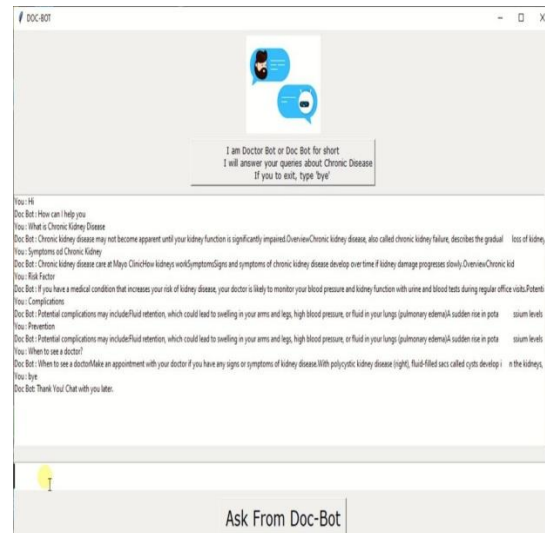 DOC-BOT
I am Doctor Bot or Doc Bot for short
I will answer your queries about Chronic Disease
If you to exit, type 'bye'
You : Hi
Doc Bot : How can I help you
You : What is Chronic Kidney Disease
Doc Bot : Chronic kidney disease may not become apparent until your kidney function is significantly impaired.OverviewChronic kidney disease, also called chronic kidney failure, describes the gradual loss of kidney
You : Symptoms od Chronic Kidney
Doc Bot : Chronic kidney disease care at Mayo ClinicHow kidneys workSymptomsSigns and symptoms of chronic kidney disease develop over time if kidney damage progresses slowly.OverviewChronic kid
You : Risk Factor
Doc Bot : If you have a medical condition that increases your risk of kidney disease, your doctor is likely to monitor your blood pressure and kidney function with urine and blood tests during regular office visits.Potenti
You : Complications
Doc Bot : Potential complications may include:Fluid retention, which could lead to swelling in your arms and legs, high blood pressure, or fluid in your lungs (pulmonary edema)A sudden rise in pota ssium levels
You : Prevention
Doc Bot : Potential complications may include:Fluid retention, which could lead to swelling in your arms and legs, high blood pressure, or fluid in your lungs (pulmonary edema)A sudden rise in pota ssium levels
You : When to see a doctor?
Doc Bot : When to see a doctorMake an appointment with your doctor if you have any signs or symptoms of kidney disease.With polycystic kidney disease (right), fluid-filled sacs called cysts develop i n the kidneys,
You : bye
Doc Bot: Thank You! Chat with you later.
Ask From Doc-Bot